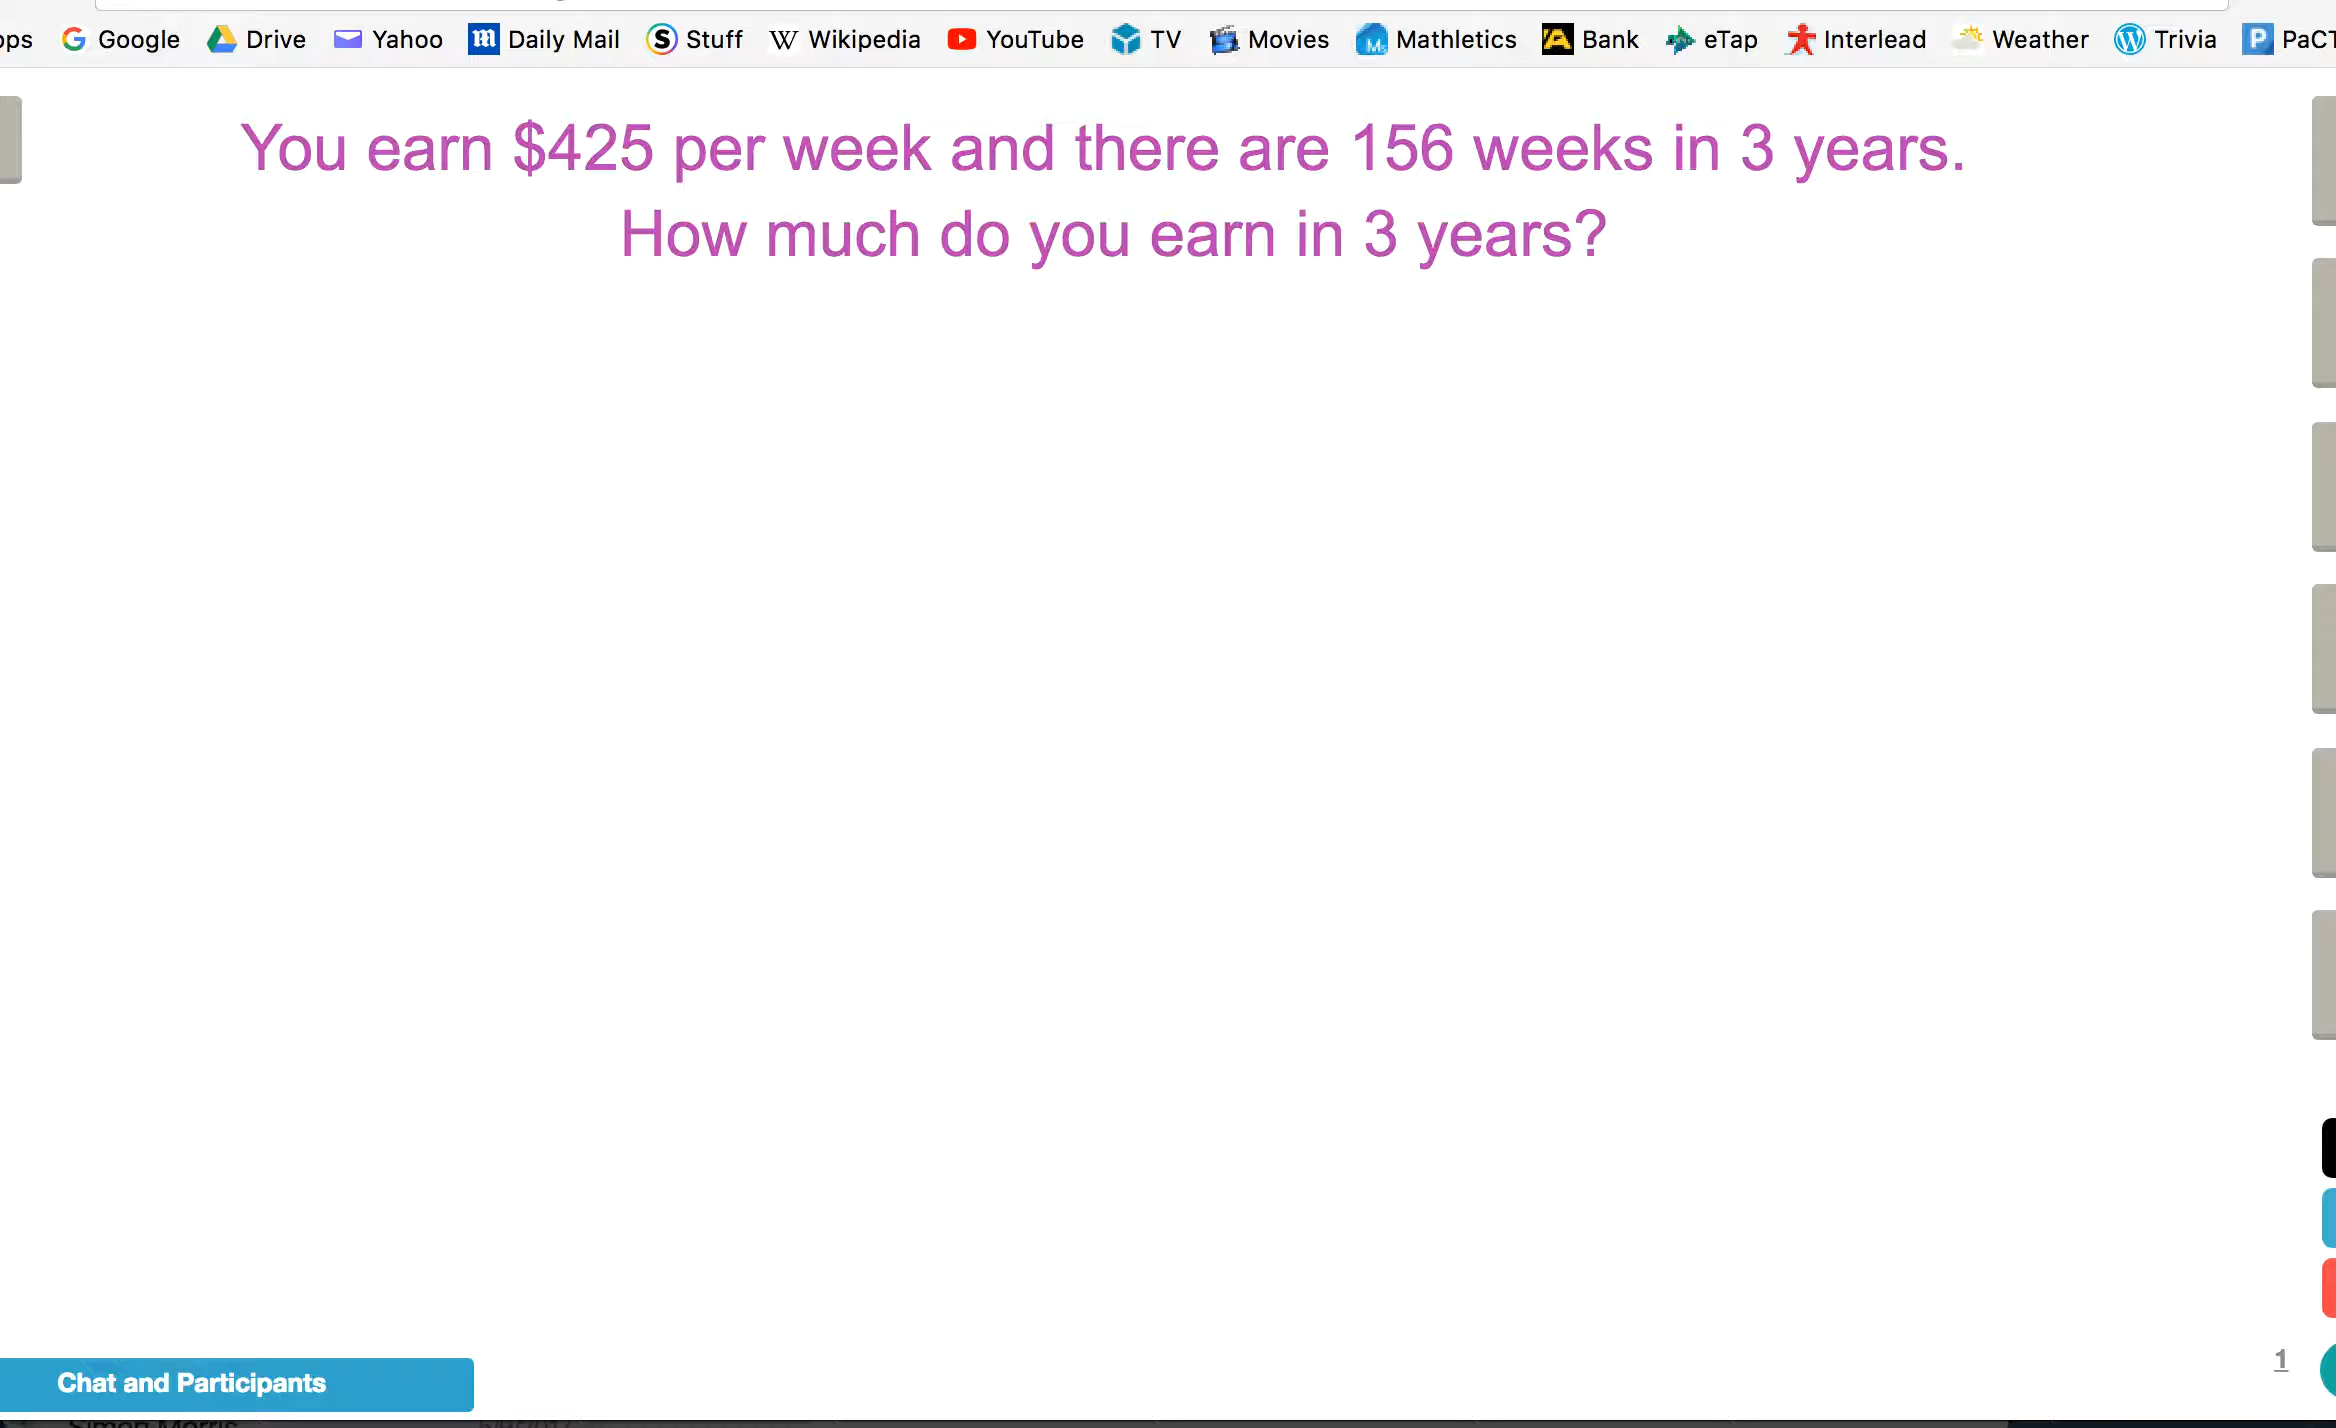 Google Drive Yahoo Daily Mail Stuff Wikipedia YouTube TV Movies Mathletics Bank eTap Interlead Weather Trivia
You earn $425 per week and there are 156 weeks in 3 years.
How much do you earn in 3 years?
1
Chat and Participants